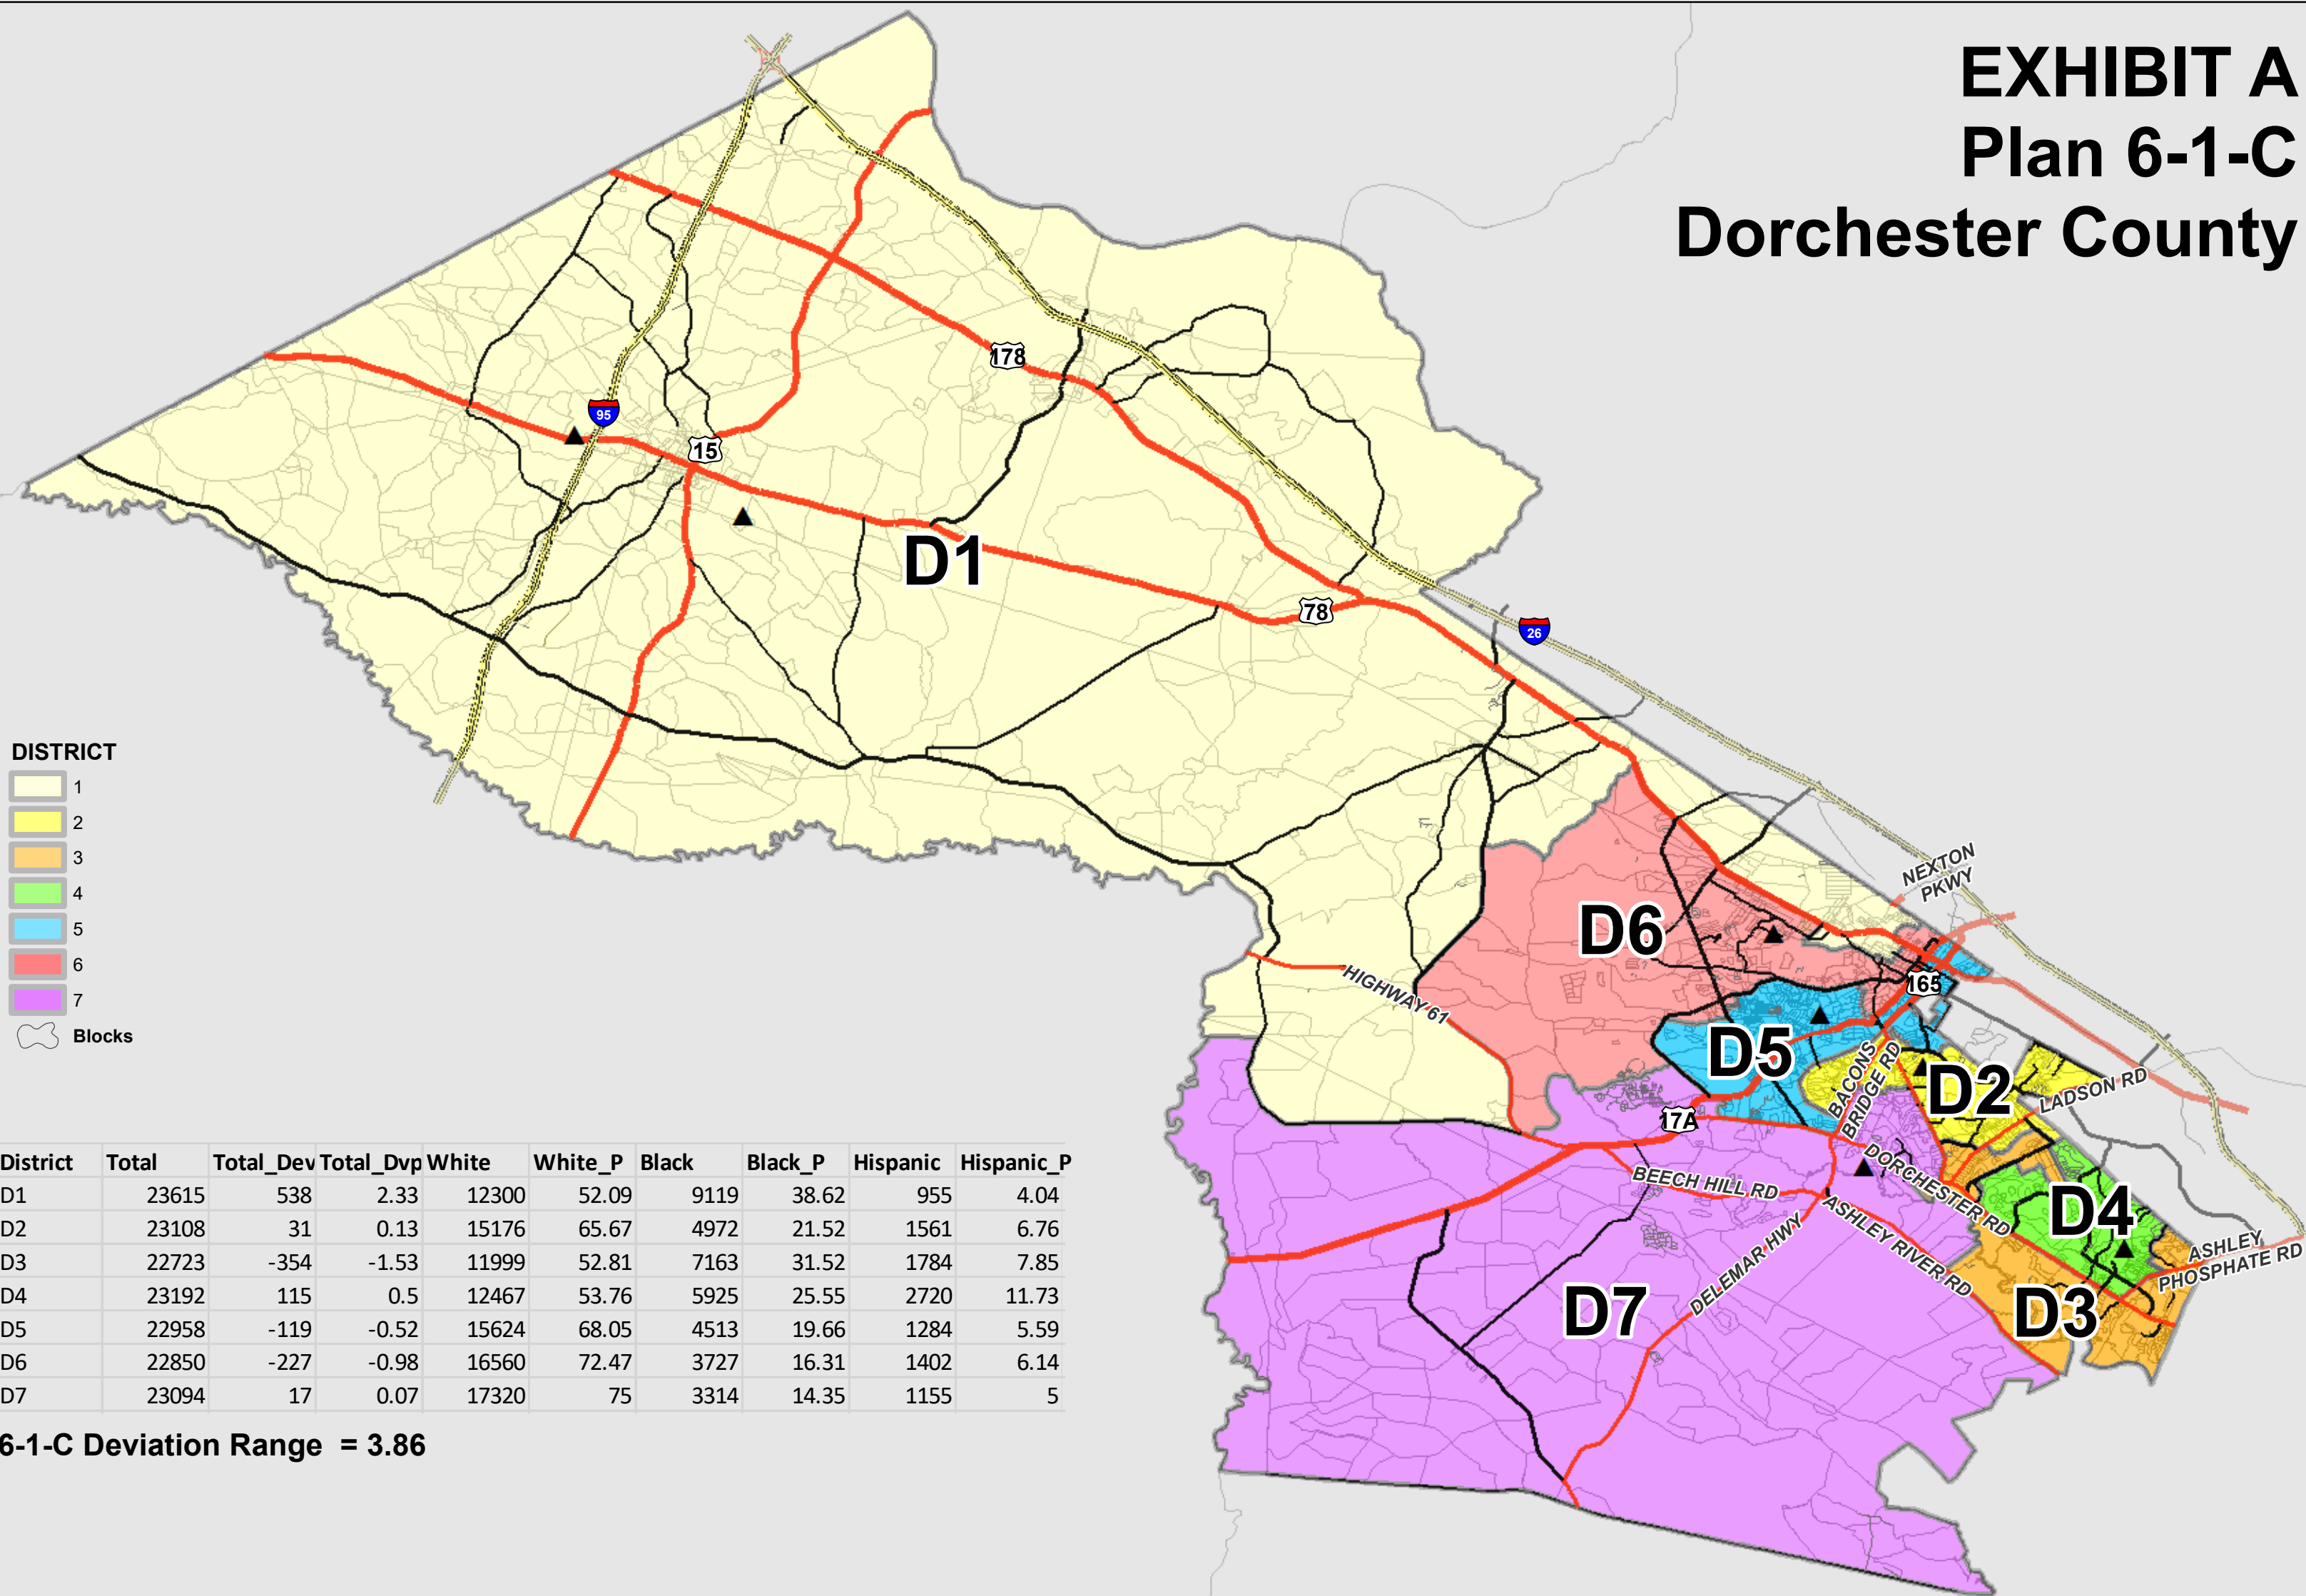 EXHIBIT A
Plan 6-1-C
Dorchester County
178
95
15
D1
78
26
DISTRICT
1
2
3
4
5
6
7
Blocks
NEXTON
PKWY
D6
165
HIGHWAY 61
D5
BACONS
BRIDGE RD
D2
LADSON RD
17A
DORCHESTER RD
BEECH HILL RD
ASHLEY RIVER RD
DELEMAR HWY
D4
ASHLEY
PHOSPHATE RD
D7
D3
District Total Total_Dev Total_Dvp White White_P Black Black_P Hispanic Hispanic_P
D1 23615 538 2.33 12300 52.09 9119 38.62 955 4.04
D2 23108 31 0.13 15176 65.67 4972 21.52 1561 6.76
D3 22723 -354 -1.53 11999 52.81 7163 31.52 1784 7.85
D4 23192 115 0.5 12467 53.76 5925 25.55 2720 11.73
D5 22958 -119 -0.52 15624 68.05 4513 19.66 1284 5.59
D6 22850 -227 -0.98 16560 72.47 3727 16.31 1402 6.14
D7 23094 17 0.07 17320 75 3314 14.35 1155 5
6-1-C Deviation Range = 3.86